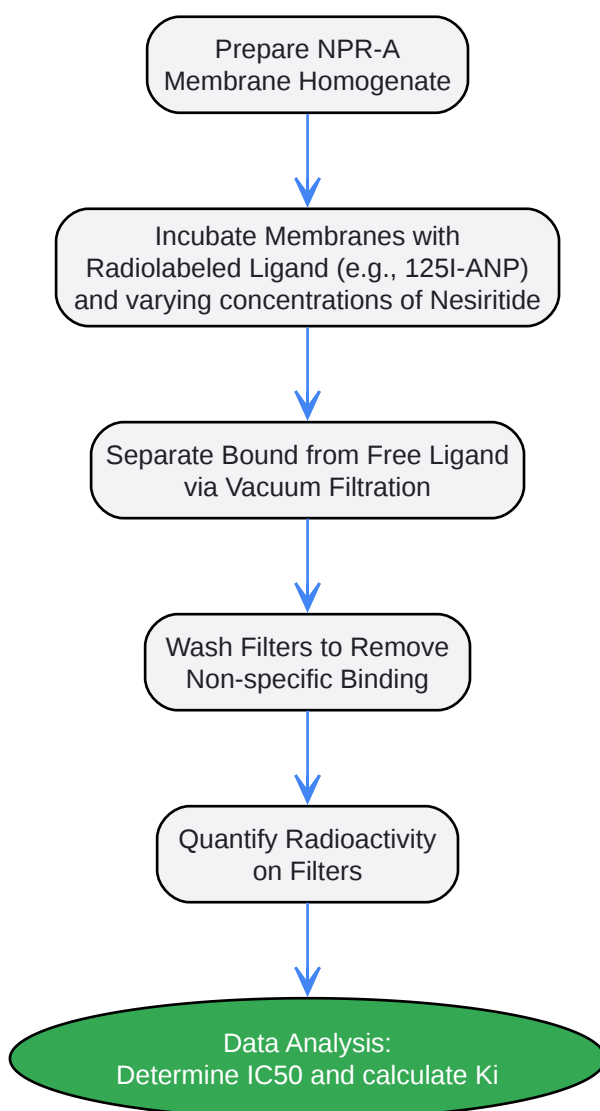 Prepare NPR-A
Membrane Homogenate
Incubate Membranes with
Radiolabeled Ligand (e.g., 125I-ANP)
and varying concentrations of Nesiritide
Separate Bound from Free Ligand
via Vacuum Filtration
Wash Filters to Remove
Non-specific Binding
Quantify Radioactivity
on Filters
Data Analysis:
Determine IC50 and calculate Ki